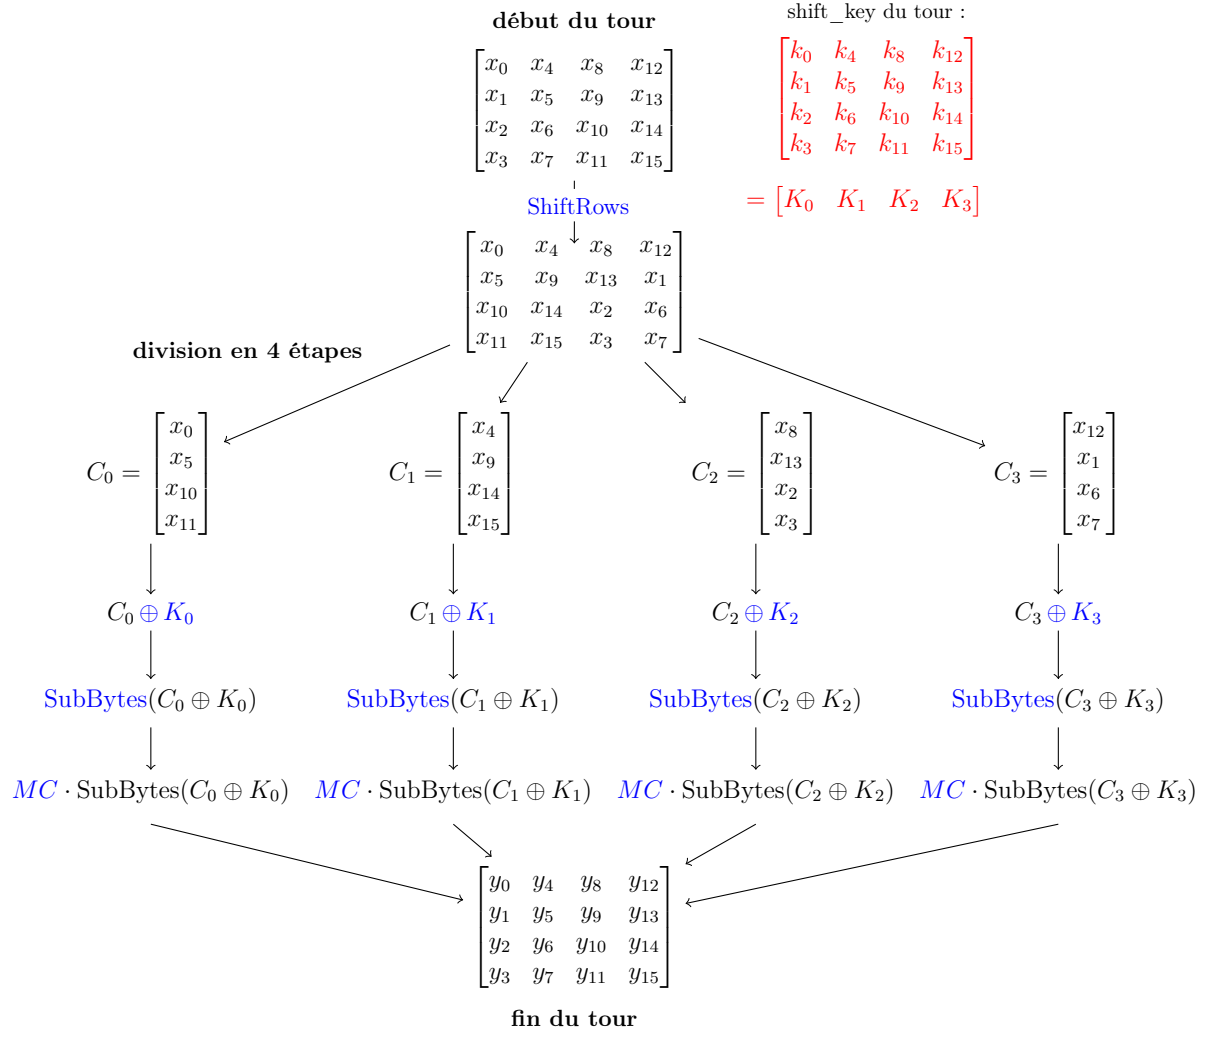 début du tour
shift_key du tour :
x0 x4 x8 x12
x1 x5 x9 x13
x2 x6 x10 x14
x3 x7 x11 x15
k0 k4 k8 k12
k1 k5 k9 k13
k2 k6 k10 k14
k3 k7 k11 k15
= [K0 K1 K2 K3]
ShiftRows
x0 x4 x8 x12
x5 x9 x13 x1
x10 x14 x2 x6
x11 x15 x3 x7
division en 4 étapes
C0 =
x0
x5
x10
x11
C1 =
x4
x9
x14
x15
C2 =
x8
x13
x2
x3
C3 =
x12
x1
x6
x7
C0 ⊕ K0
C1 ⊕ K1
C2 ⊕ K2
C3 ⊕ K3
SubBytes(C0 ⊕ K0)
SubBytes(C1 ⊕ K1)
SubBytes(C2 ⊕ K2)
SubBytes(C3 ⊕ K3)
MC · SubBytes(C0 ⊕ K0)
MC · SubBytes(C1 ⊕ K1)
MC · SubBytes(C2 ⊕ K2)
MC · SubBytes(C3 ⊕ K3)
y0 y4 y8 y12
y1 y5 y9 y13
y2 y6 y10 y14
y3 y7 y11 y15
fin du tour